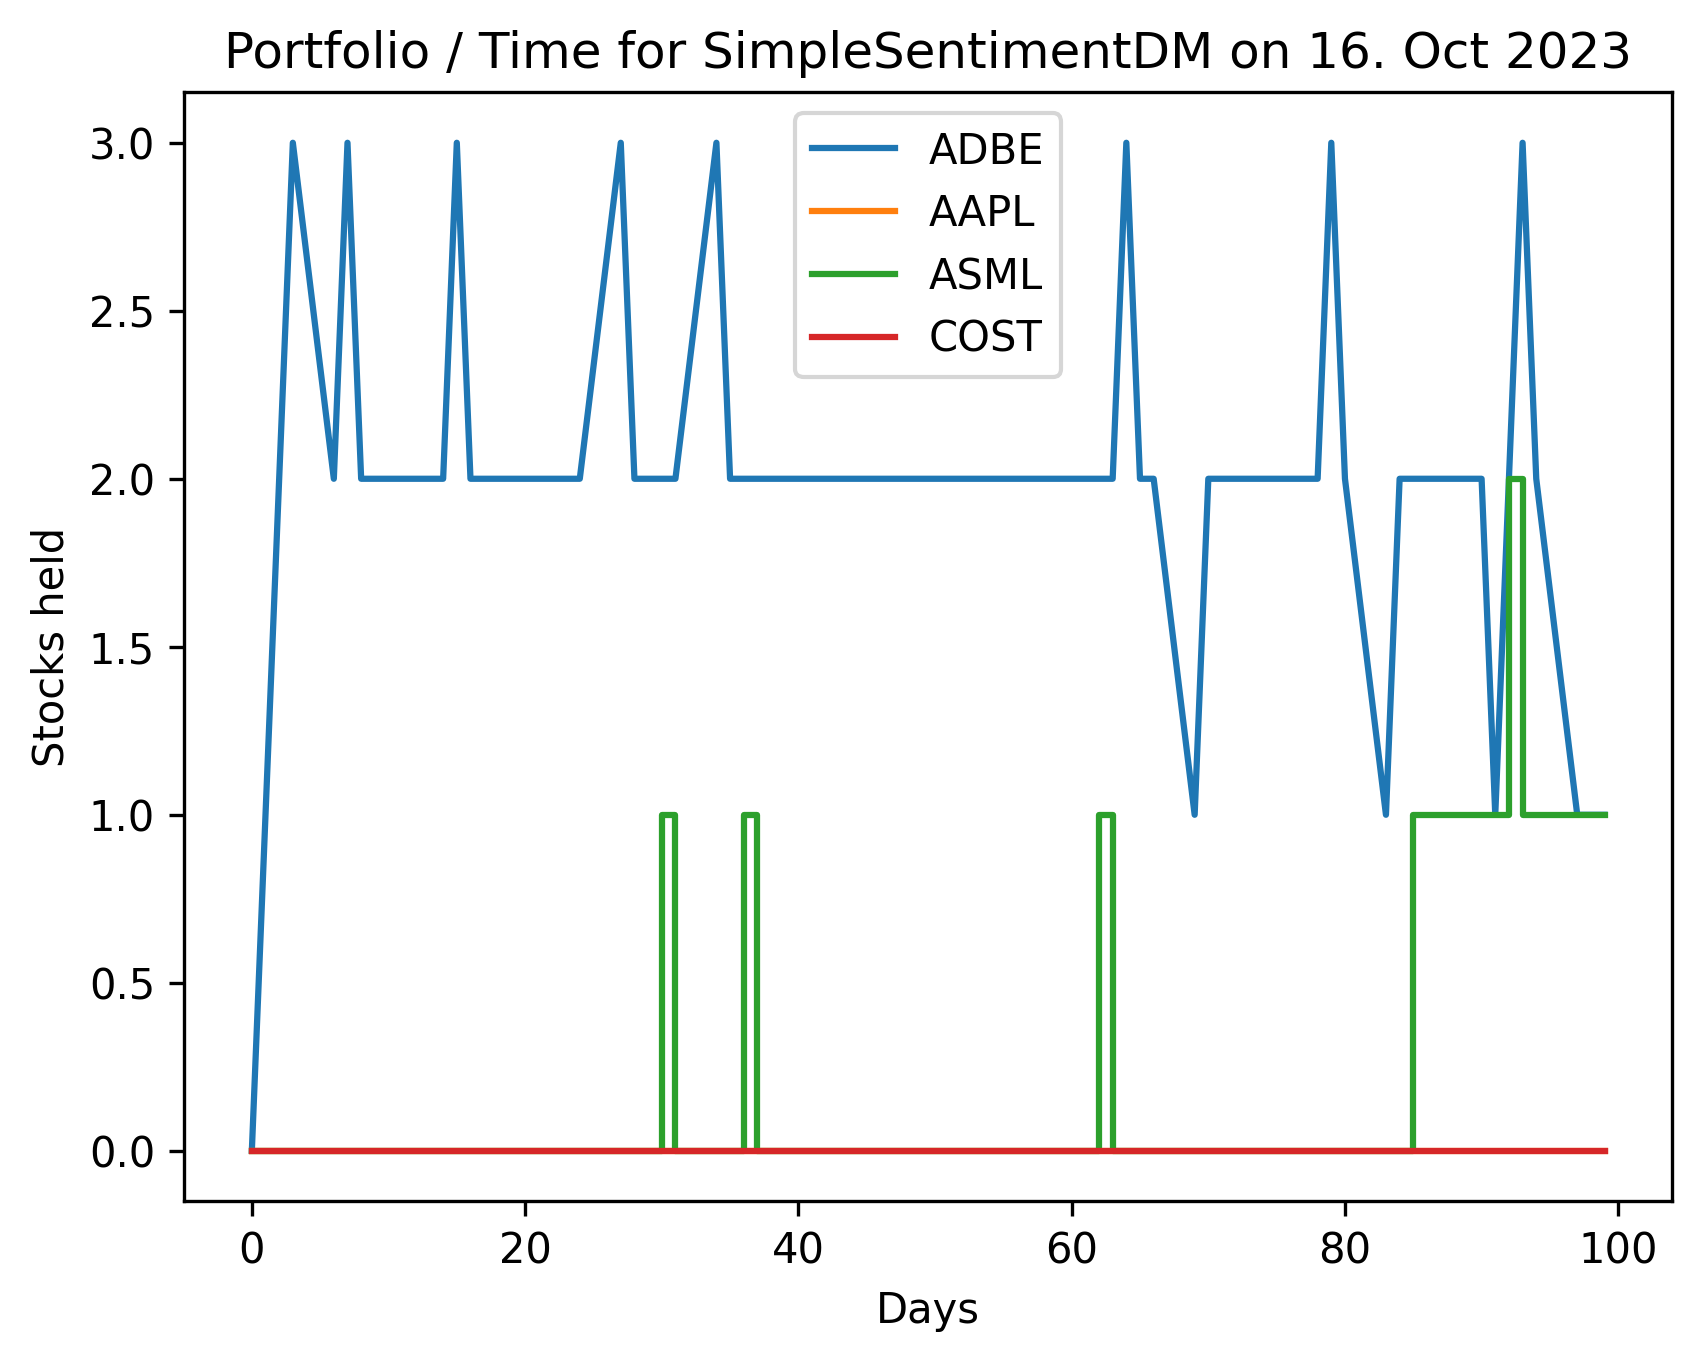 Portfolio / Time for SimpleSentimentDM on 16. Oct 2023
ADBE
AAPL
ASML
COST
3.0
2.5
2.0
1.5
1.0
0.5
0.0
Stocks held
0 20 40 60 80 100
Days